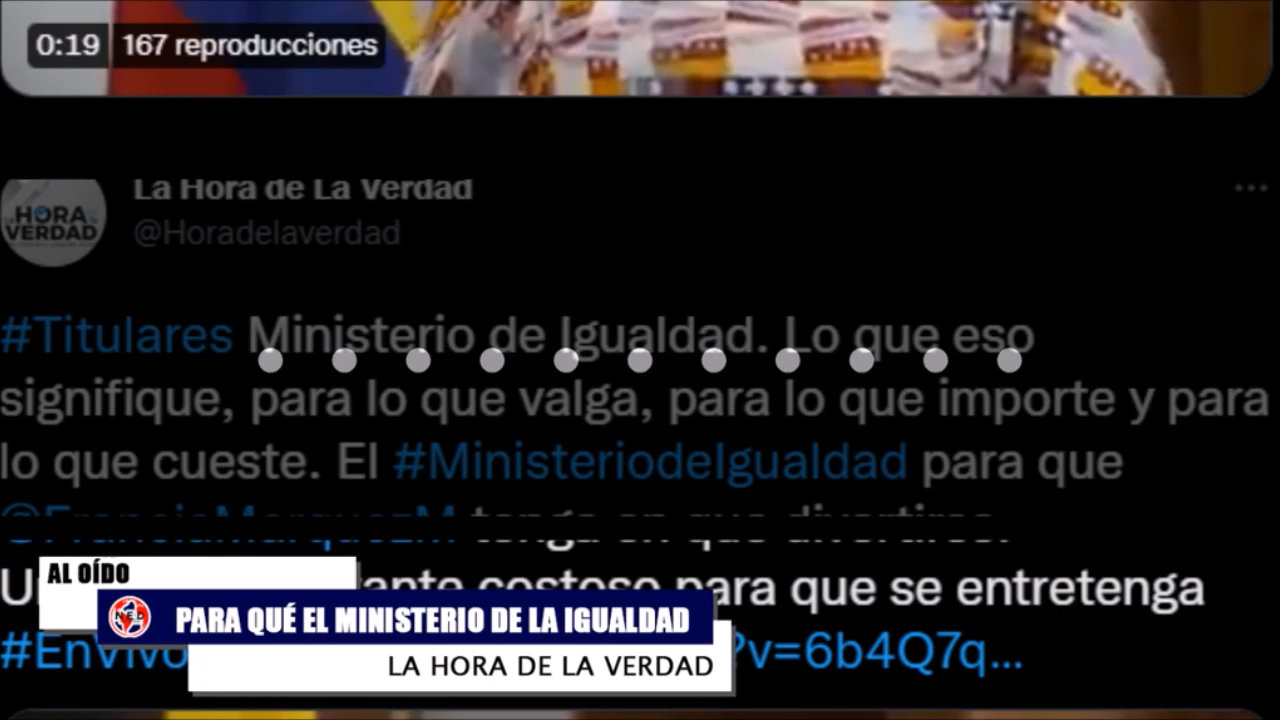 0:19 167 reproducciones
La Hora de La Verdad
HORA
VERDAD
@Horadelaverdad
#Titulares Ministerio de Igualdad. Lo que eso
signifique, para lo que valga, para lo que importe y para
lo que cueste. El #MinisteriodeIgualdad para que
@FranciaMarquezM tenga en que divertirse.
costoso para que se entretenga
AL OÍDO
PARA QUÉ EL MINISTERIO DE LA IGUALDAD
#EnVivo ?v=6b4Q7q...
LA HORA DE LA VERDAD